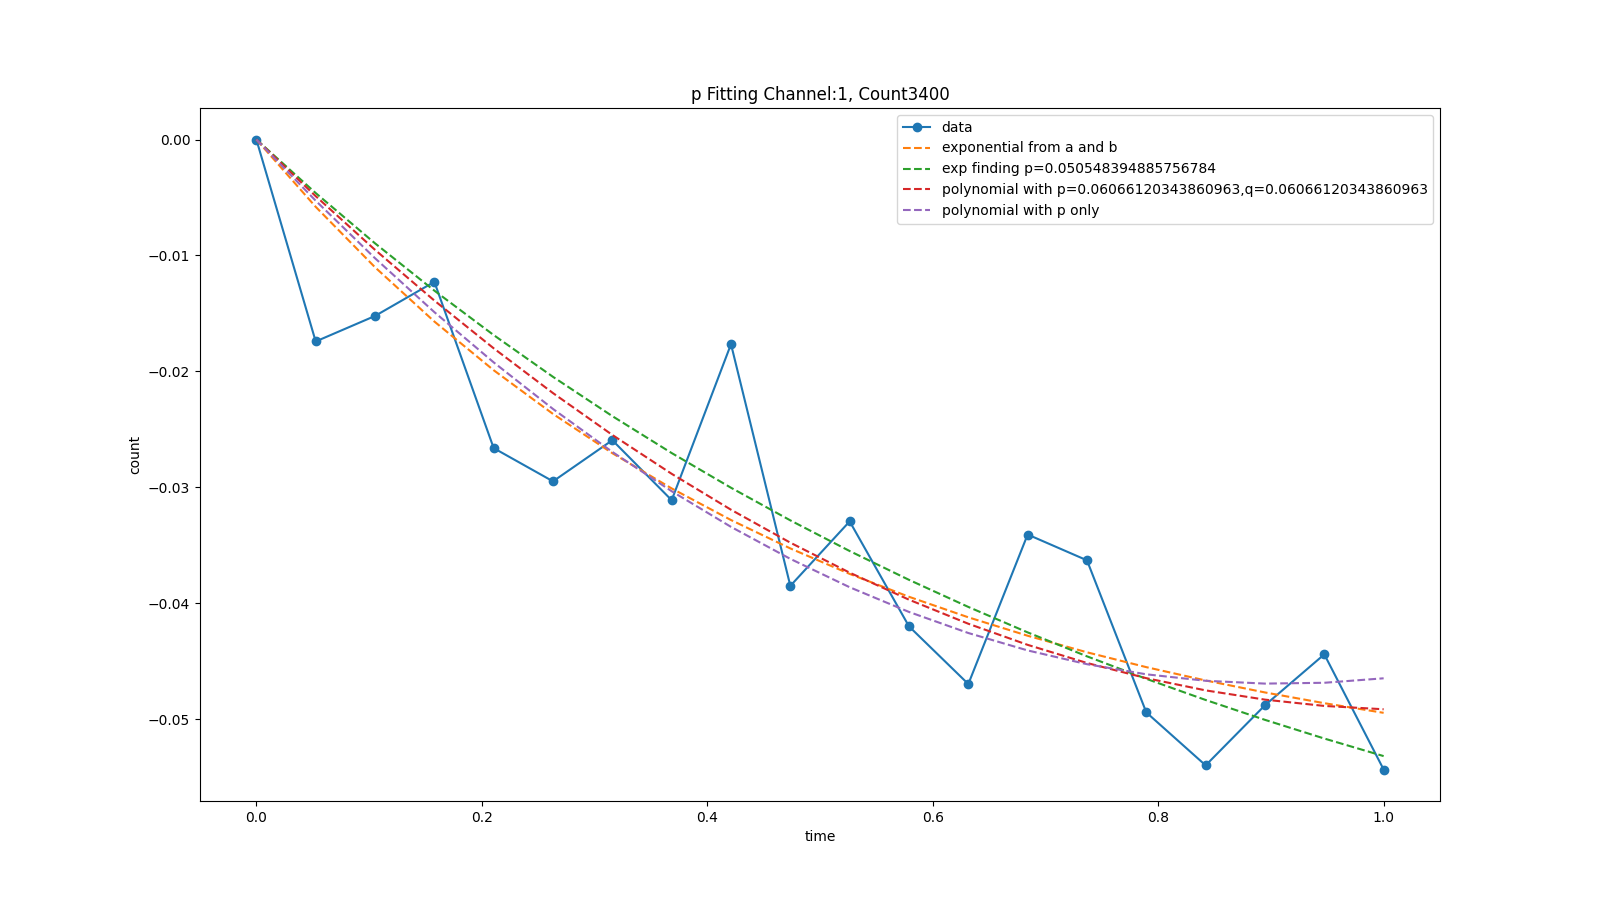 p Fitting Channel:1, Count3400
data
exponential from a and b
exp finding p=0.050548394885756784
polynomial with p=0.06066120343860963,q=0.06066120343860963
polynomial with p only
0.00
−0.01
−0.02
−0.03
−0.04
−0.05
count
0.0 0.2 0.4 0.6 0.8 1.0
time